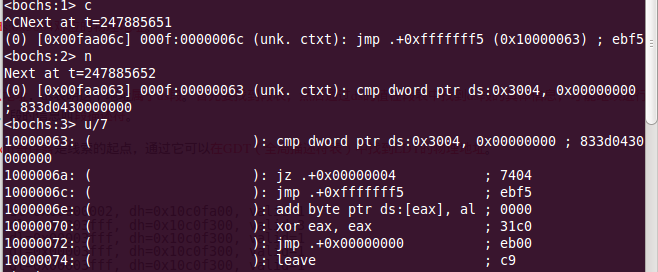 <bochs:1> c
^CNext at t=247885651
(0) [0x00faa06c] 000f:0000006c (unk. ctxt): jmp .+0xfffffff5 (0x10000063) ; ebf5
<bochs:2> n
Next at t=247885652
(0) [0x00faa063] 000f:00000063 (unk. ctxt): cmp dword ptr ds:0x3004, 0x00000000
; 833d0430000000
<bochs:3> u/7
10000063: (                    ): cmp dword ptr ds:0x3004, 0x00000000 ; 833d0430
000000
1000006a: (                    ): jz .+0x00000004           ; 7404
1000006c: (                    ): jmp .+0xfffffff5          ; ebf5
1000006e: (                    ): add byte ptr ds:[eax], al ; 0000
10000070: (                    ): xor eax, eax              ; 31c0
10000072: (                    ): jmp .+0x00000000          ; eb00
10000074: (                    ): leave                     ; c9